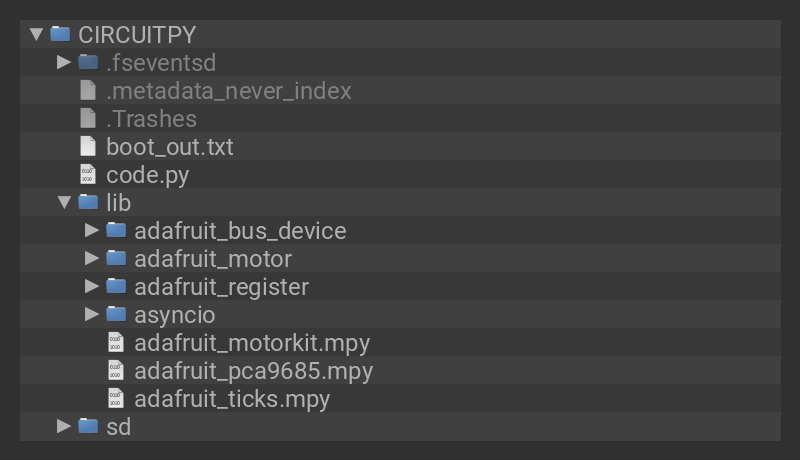 CIRCUITPY
.fseventsd
.metadata_never_index
.Trashes
boot_out.txt
code.py
lib
adafruit_bus_device
adafruit_motor
adafruit_register
asyncio
adafruit_motorkit.mpy
adafruit_pca9685.mpy
adafruit_ticks.mpy
sd